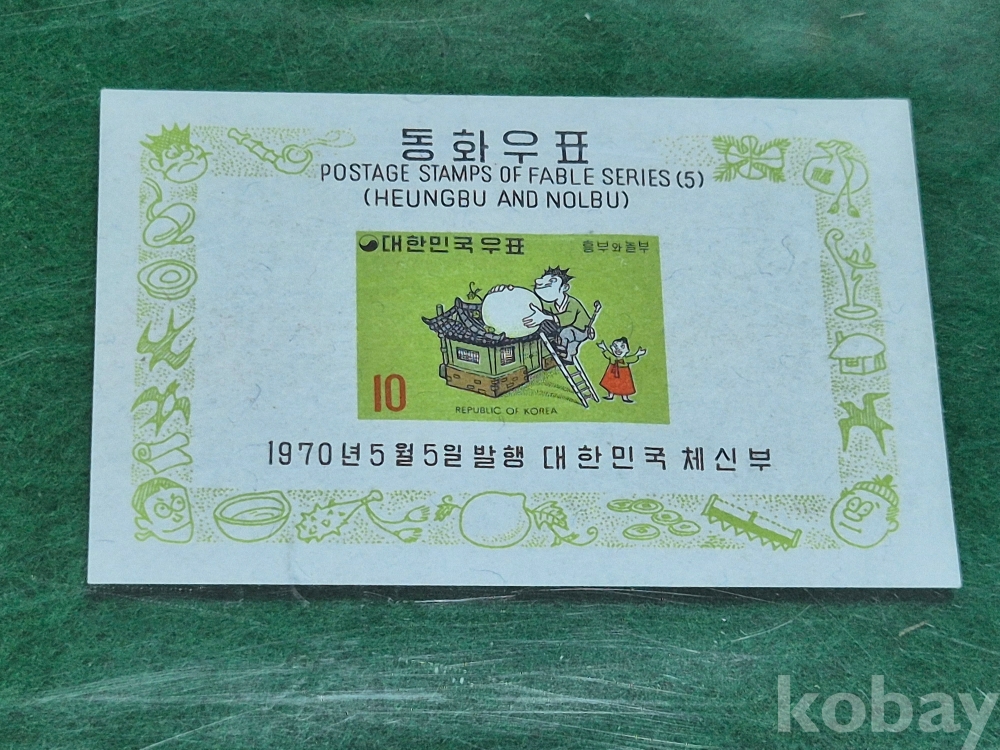 동화우표
POSTAGE STAMPS OF FABLE SERIES (5)
(HEUNGBU AND NOLBU)
대한민국우표 흥부와놀부
10
REPUBLIC OF KOREA
1970년5월5일발행 대한민국체신부
kobay